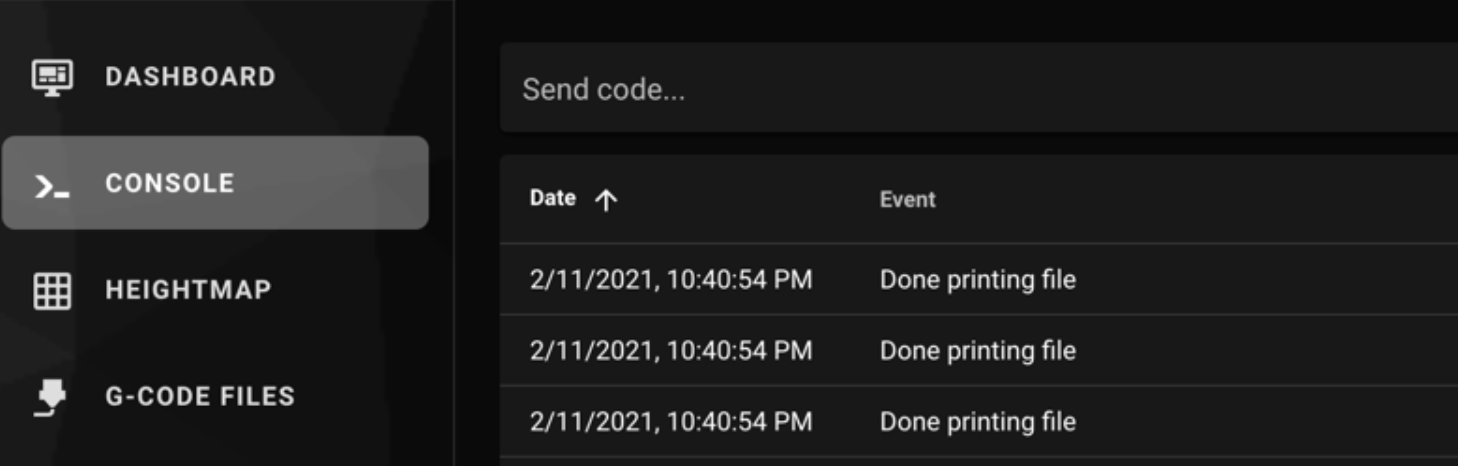 DASHBOARD
CONSOLE
HEIGHTMAP
G-CODE FILES
Send code...
Date Event
2/11/2021, 10:40:54 PM Done printing file
2/11/2021, 10:40:54 PM Done printing file
2/11/2021, 10:40:54 PM Done printing file